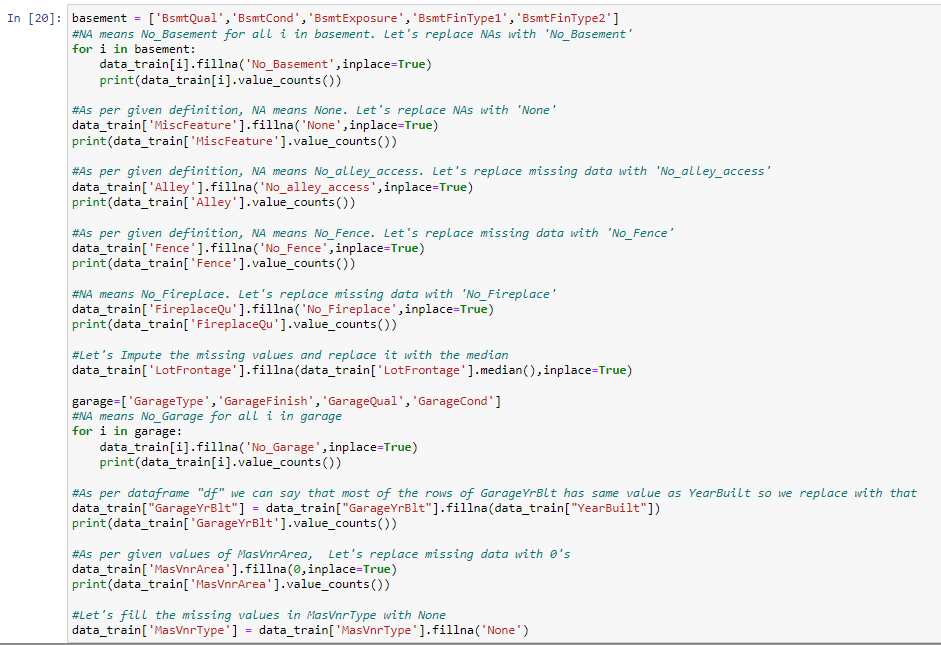 In [20]: basement = ['BsmtQual','BsmtCond','BsmtExposure','BsmtFinType1','BsmtFinType2']
#NA means No_Basement for all i in basement. Let's replace NAs with 'No_Basement'
for i in basement:
    data_train[i].fillna('No_Basement',inplace=True)
    print(data_train[i].value_counts())

#As per given definition, NA means None. Let's replace NAs with 'None'
data_train['MiscFeature'].fillna('None',inplace=True)
print(data_train['MiscFeature'].value_counts())

#As per given definition, NA means No_alley_access. Let's replace missing data with 'No_alley_access'
data_train['Alley'].fillna('No_alley_access',inplace=True)
print(data_train['Alley'].value_counts())

#As per given definition, NA means No_Fence. Let's replace missing data with 'No_Fence'
data_train['Fence'].fillna('No_Fence',inplace=True)
print(data_train['Fence'].value_counts())

#NA means No_Fireplace. Let's replace missing data with 'No_Fireplace'
data_train['FireplaceQu'].fillna('No_Fireplace',inplace=True)
print(data_train['FireplaceQu'].value_counts())

#Let's Impute the missing values and replace it with the median
data_train['LotFrontage'].fillna(data_train['LotFrontage'].median(),inplace=True)

garage=['GarageType','GarageFinish','GarageQual','GarageCond']
#NA means No_Garage for all i in garage
for i in garage:
    data_train[i].fillna('No_Garage',inplace=True)
    print(data_train[i].value_counts())

#As per dataframe "df" we can say that most of the rows of GarageYrBlt has same value as YearBuilt so we replace with that
data_train["GarageYrBlt"] = data_train["GarageYrBlt"].fillna(data_train["YearBuilt"])
print(data_train['GarageYrBlt'].value_counts())

#As per given values of MasVnrArea,  Let's replace missing data with 0's
data_train['MasVnrArea'].fillna(0,inplace=True)
print(data_train['MasVnrArea'].value_counts())

#Let's fill the missing values in MasVnrType with None
data_train['MasVnrType'] = data_train['MasVnrType'].fillna('None')